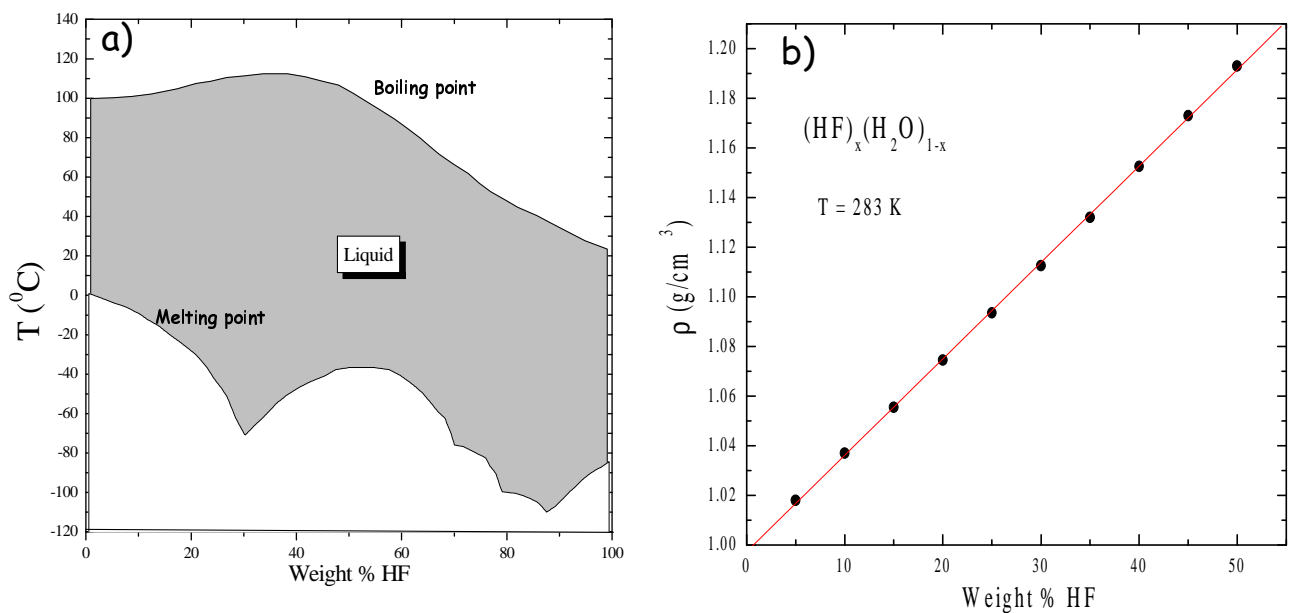 a)
140
120
100
80
60
40
20
0
-20
-40
-60
-80
-100
-120
T (⁰C)
Boiling point
Liquid
Melting point
0 20 40 60 80 100
Weight % HF
b)
1.20
1.18
1.16
1.14
1.12
1.10
1.08
1.06
1.04
1.02
1.00
ρ (g/cm³)
(HF)ₓ(H₂O)₁₋ₓ
T = 283 K
0 10 20 30 40 50
Weight % HF